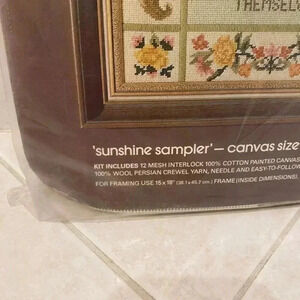 THEMSELV
'sunshine sampler' – canvas size
KIT INCLUDES 12 MESH INTERLOCK 100% COTTON PAINTED CANVAS
100% WOOL PERSIAN CREWEL YARN, NEEDLE AND EASY-TO-FOLLOW
FOR FRAMING USE 15 x 18" (38.1 x 45.7 cm.) FRAME (INSIDE DIMENSIONS),